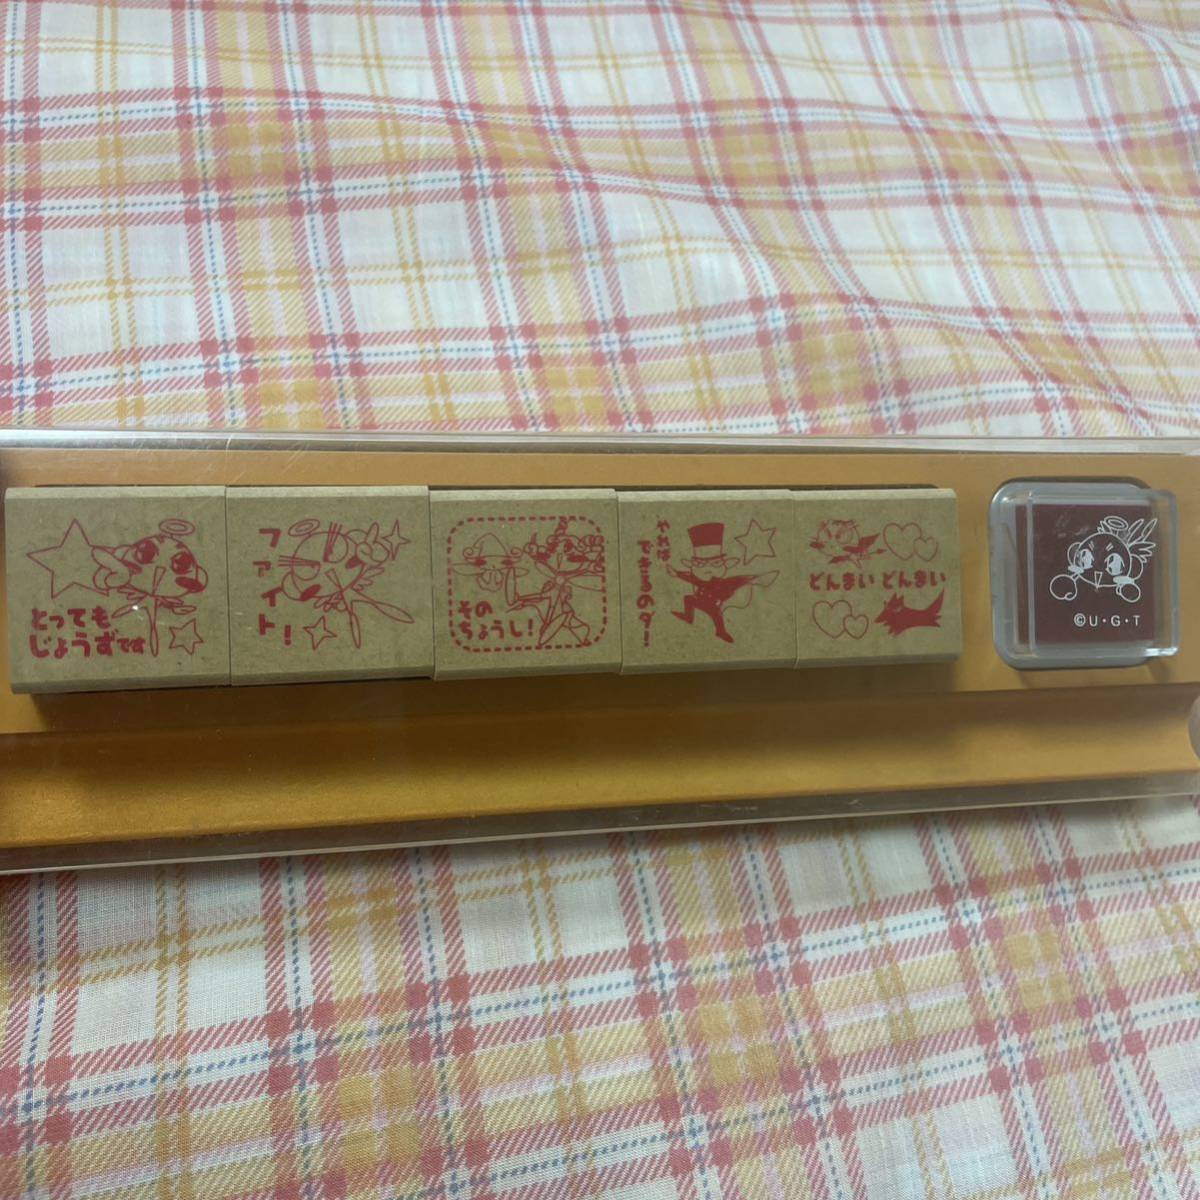 とっても
じょうずです
ファイト!
その
ちょうし!
やれば
できるのダー
どんまい どんまい
©U・G・T